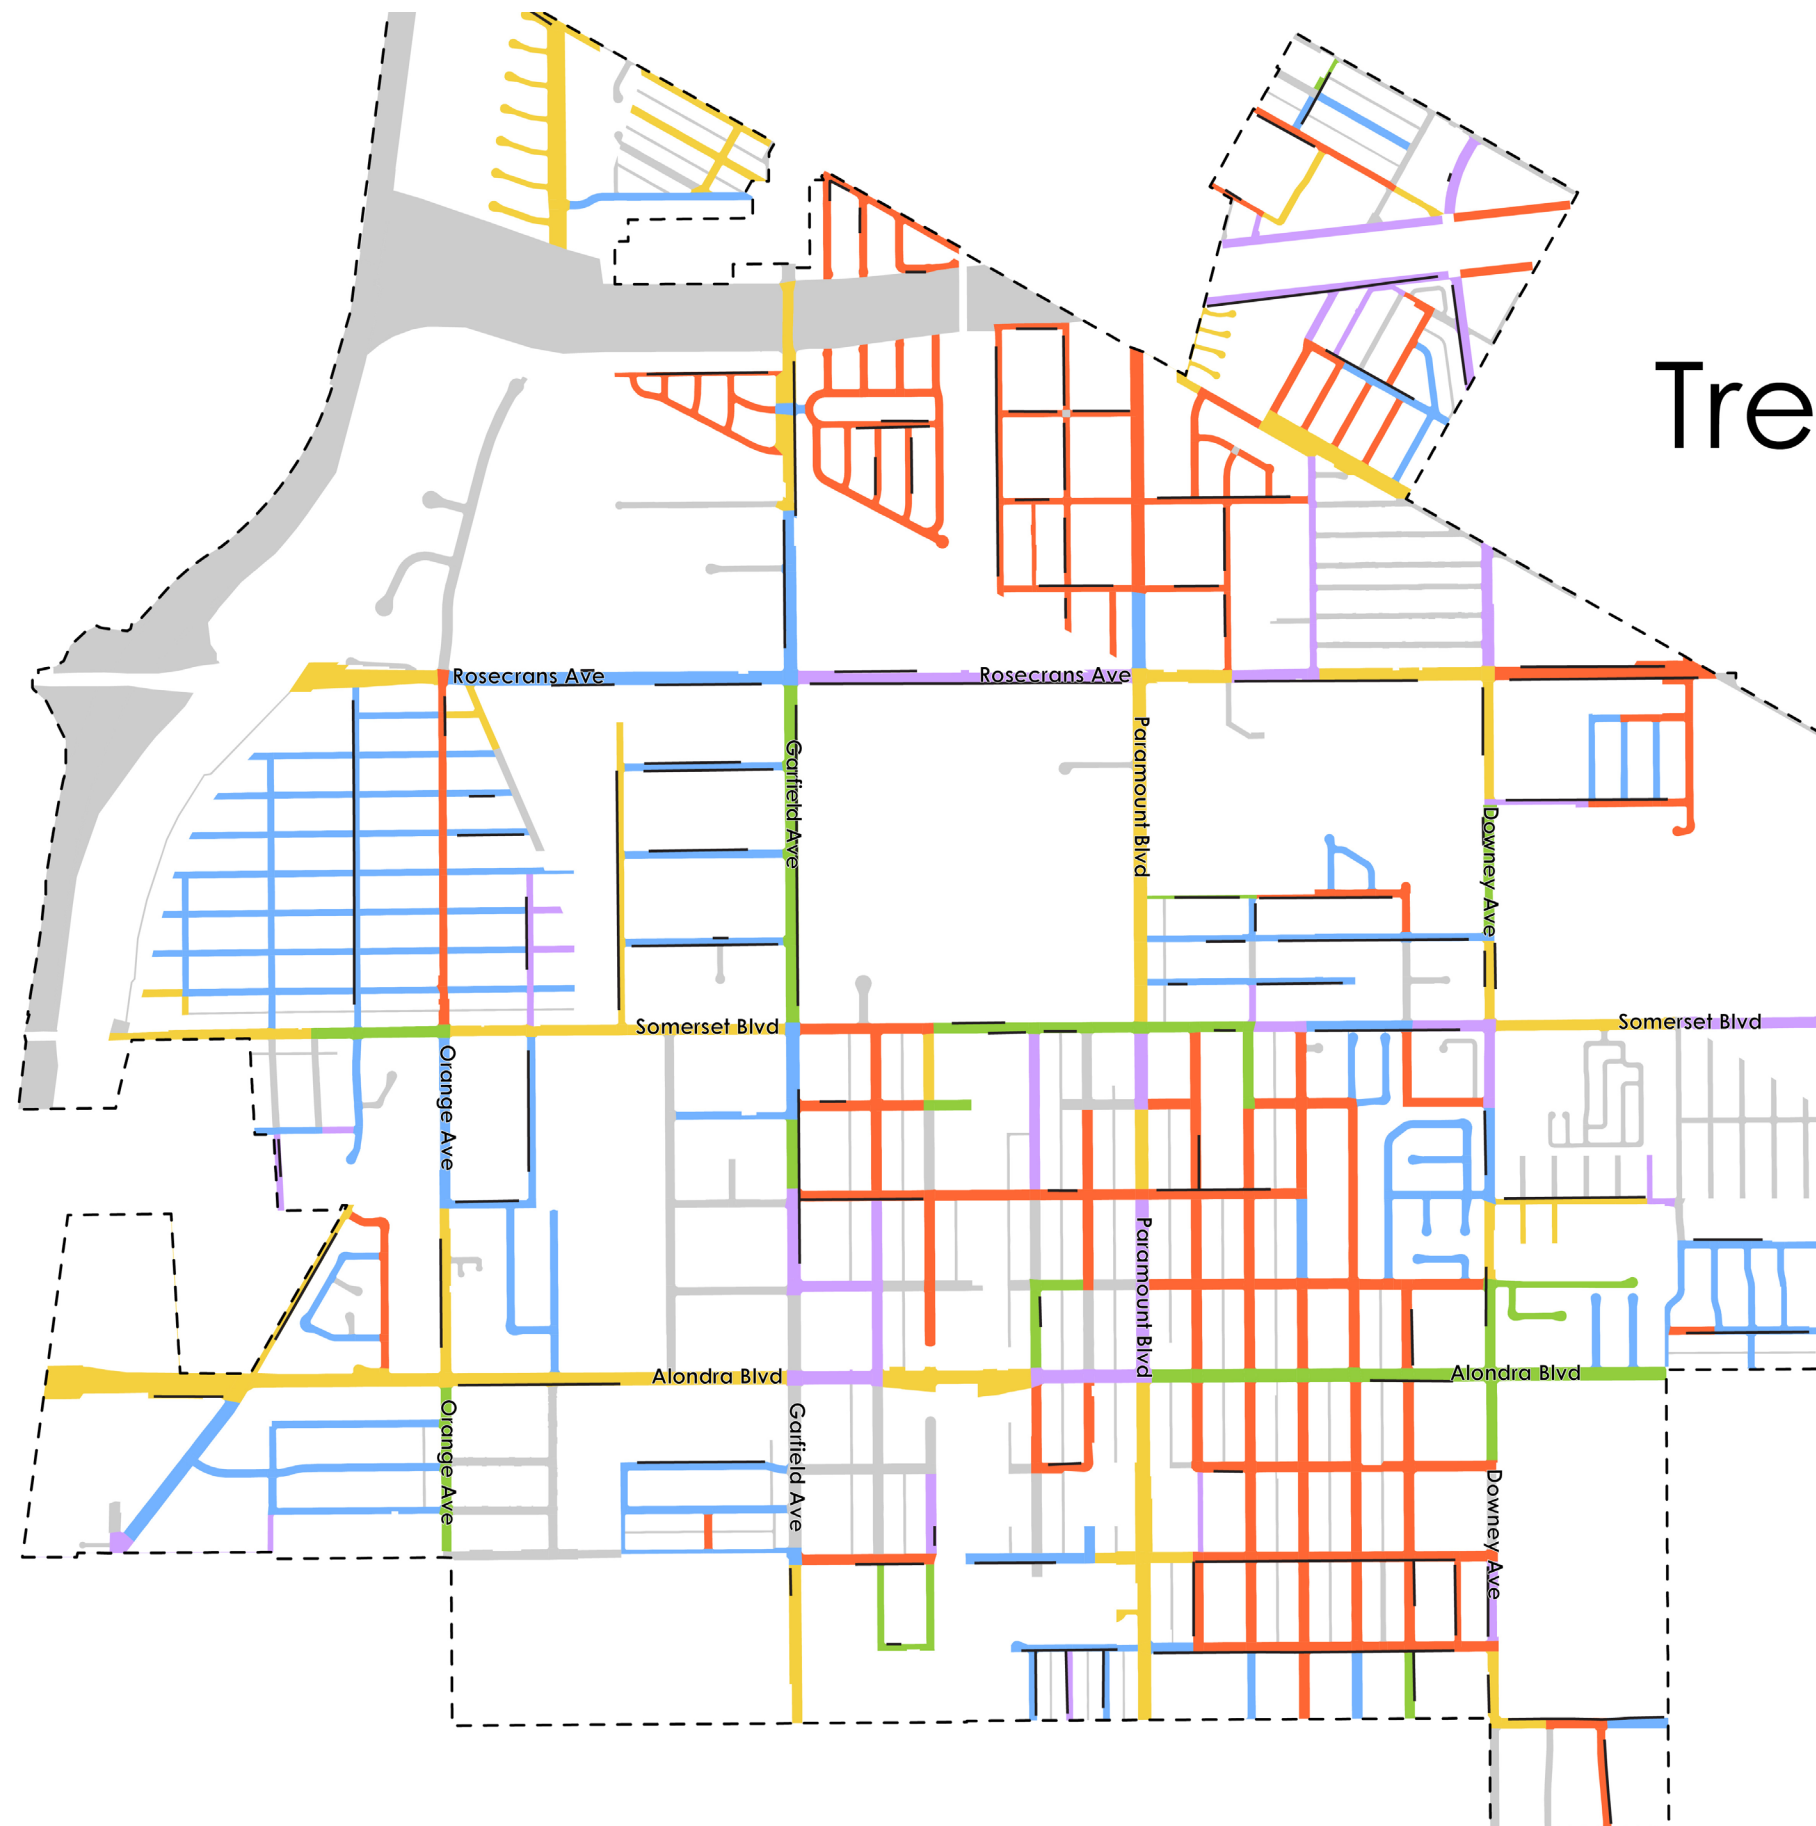 Tre
Rosecrans Ave
Rosecrans Ave
Garfield Ave
Paramount Blvd
Downey Ave
Somerset Blvd
Somerset Blvd
Orange Ave
Paramount Blvd
Alondra Blvd
Alondra Blvd
Orange Ave
Garfield Ave
Downey Ave